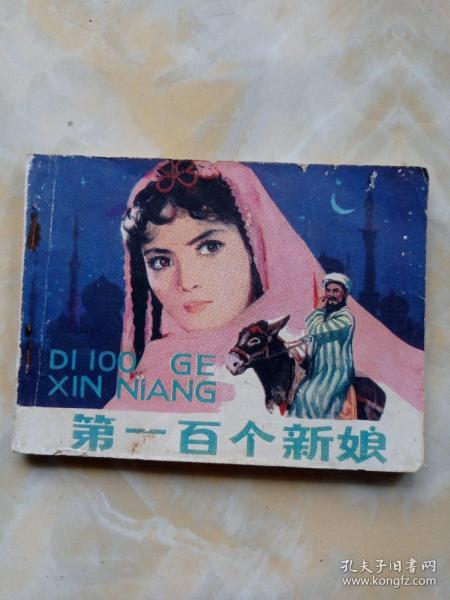 DI 100 GE
XIN NIANG
第一百个新娘
孔夫子旧书网
www.kongfz.com